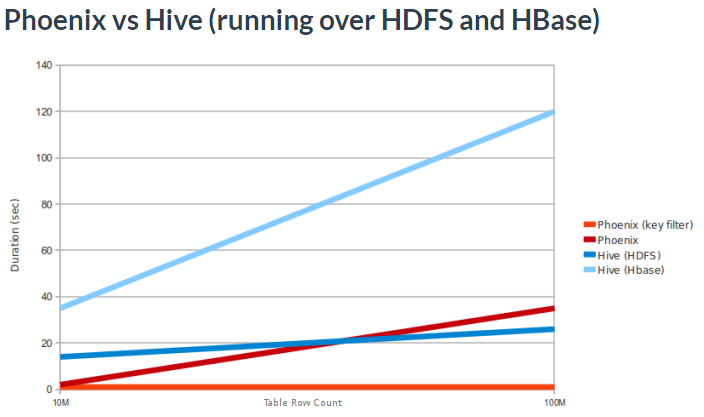 Phoenix vs Hive (running over HDFS and HBase)
140
120
100
80
60
40
20
0
Duration (sec)
10M
Table Row Count
100M
Phoenix (key filter)
Phoenix
Hive (HDFS)
Hive (Hbase)